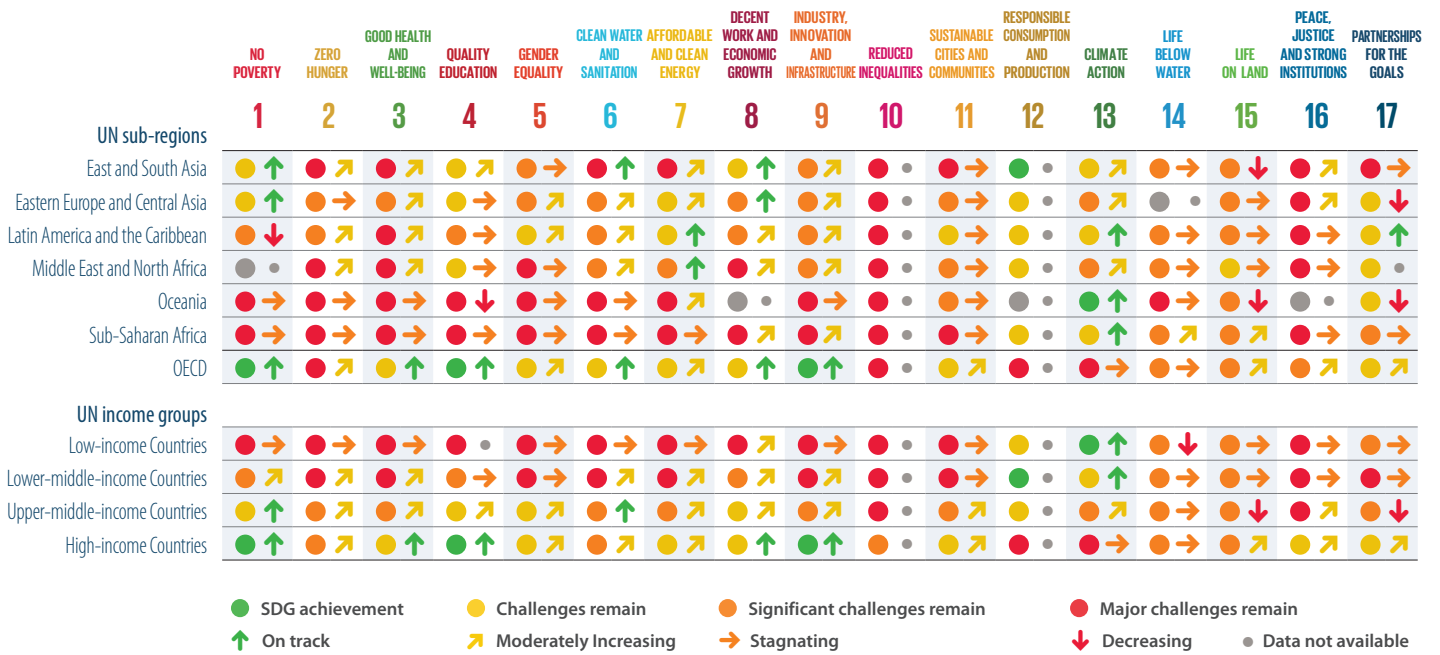 NO
POVERTY
ZERO
HUNGER
GOOD HEALTH
AND
WELL-BEING
QUALITY
EDUCATION
GENDER
EQUALITY
CLEAN WATER
AND
SANITATION
AFFORDABLE
AND CLEAN
ENERGY
DECENT
WORK AND
ECONOMIC
GROWTH
INDUSTRY,
INNOVATION
AND
INFRASTRUCTURE
REDUCED
INEQUALITIES
SUSTAINABLE
CITIES AND
COMMUNITIES
RESPONSIBLE
CONSUMPTION
AND
PRODUCTION
CLIMATE
ACTION
LIFE
BELOW
WATER
LIFE
ON LAND
PEACE,
JUSTICE
AND STRONG
INSTITUTIONS
PARTNERSHIPS
FOR THE
GOALS
1 2 3 4 5 6 7 8 9 10 11 12 13 14 15 16 17
UN sub-regions
East and South Asia
Eastern Europe and Central Asia
Latin America and the Caribbean
Middle East and North Africa
Oceania
Sub-Saharan Africa
OECD
UN income groups
Low-income Countries
Lower-middle-income Countries
Upper-middle-income Countries
High-income Countries
SDG achievement Challenges remain Significant challenges remain Major challenges remain
On track Moderately Increasing Stagnating Decreasing Data not available